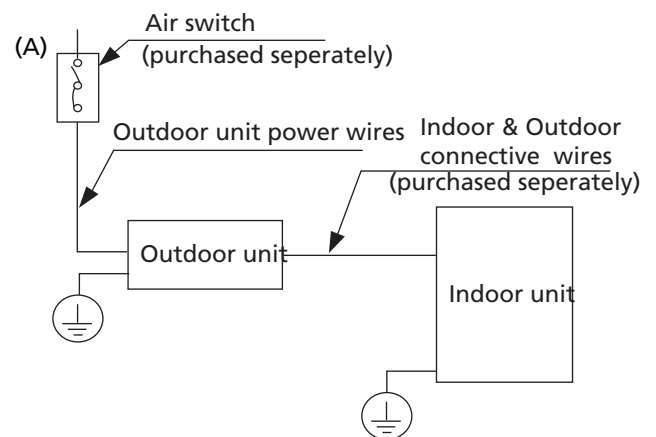 (A)
Air switch
(purchased seperately)
Outdoor unit power wires
Indoor & Outdoor
connective wires
(purchased seperately)
Outdoor unit
Indoor unit